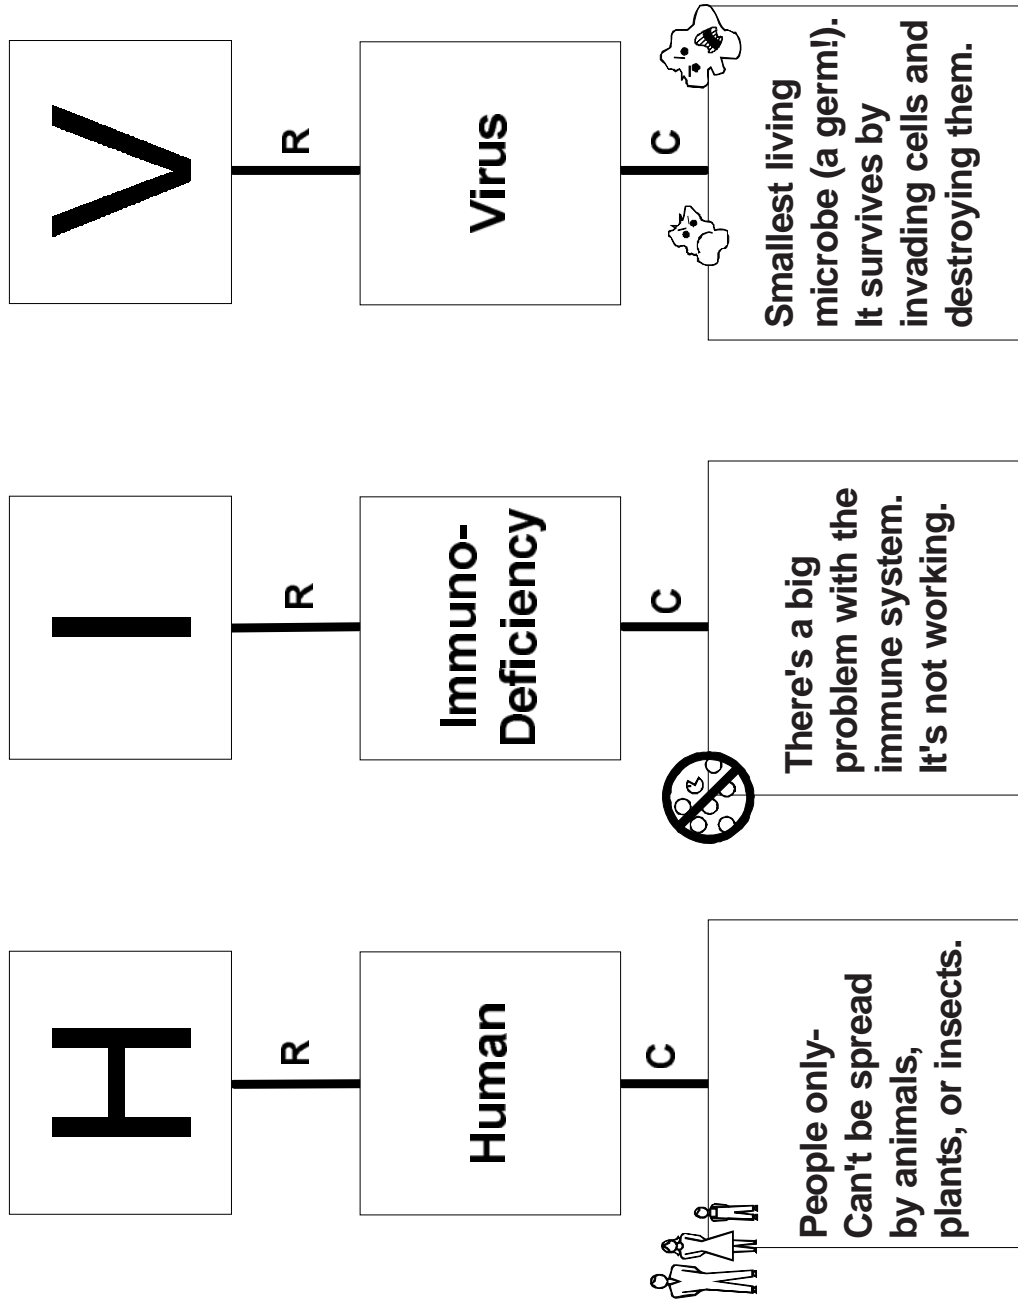 H
R
Human
C
People only-
Can't be spread
by animals,
plants, or insects.
I
R
Immuno-
Deficiency
C
There's a big
problem with the
immune system.
It's not working.
V
R
Virus
C
Smallest living
microbe (a germ!).
It survives by
invading cells and
destroying them.